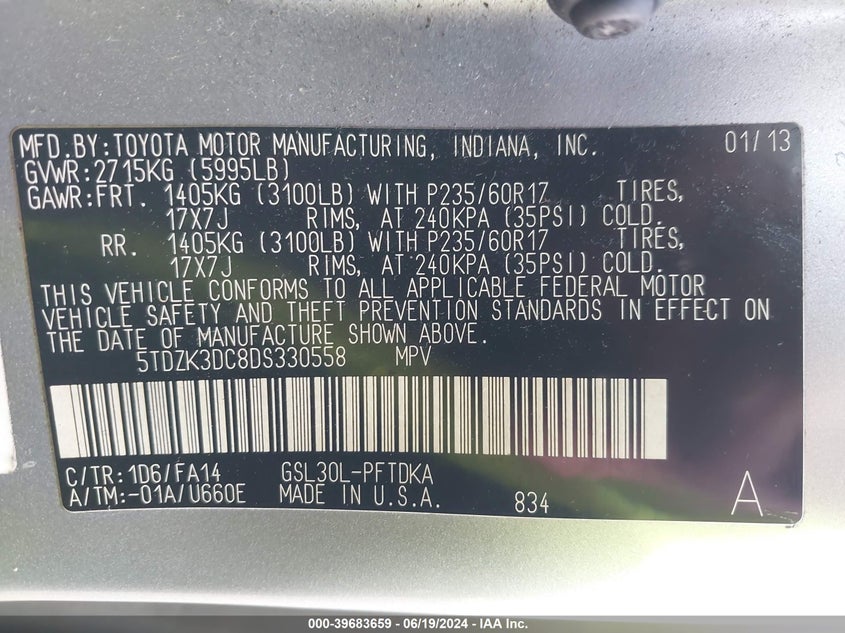 MFD.BY:TOYOTA MOTOR MANUFACTURING, INDIANA, INC. 01/13
GVWR:2715KG (5995LB)
GAWR:FRT. 1405KG (3100LB) WITH P235/60R17 TIRES,
17X7J RIMS, AT 240KPA (35PSI) COLD.
RR. 1405KG (3100LB) WITH P235/60R17 TIRES,
17X7J RIMS, AT 240KPA (35PSI) COLD.
THIS VEHICLE CONFORMS TO ALL APPLICABLE FEDERAL MOTOR
VEHICLE SAFETY AND THEFT PREVENTION STANDARDS IN EFFECT ON
THE DATE OF MANUFACTURE SHOWN ABOVE.
5TDZK3DC8DS330558 MPV
C/TR:1D6/FA14 GSL30L-PFTDKA
A/TM:-01A/U660E MADE IN U.S.A. 834 A
000-39683659 - 06/19/2024 - IAA Inc.